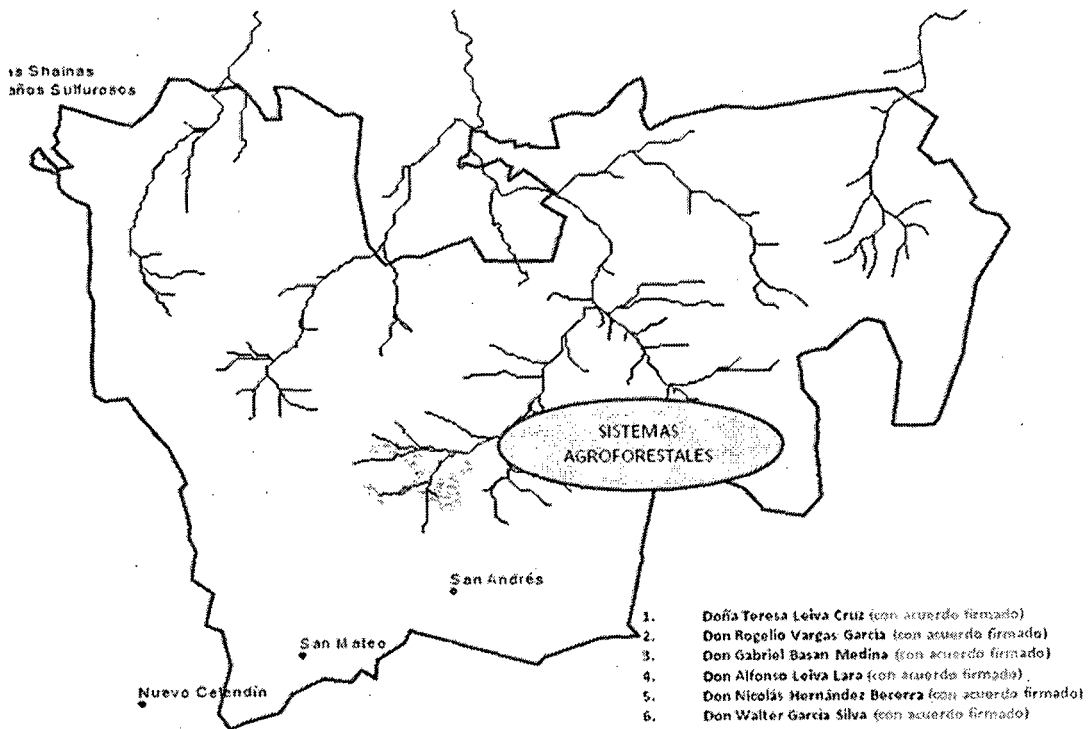 as Shainas
años Sulfurosos
SISTEMAS
AGROFORESTALES
San Andrés
San Mateo
Nuevo Celendín
1. Doña Teresa Leiva Cruz (con acuerdo firmado)
2. Don Rogelio Vargas García (con acuerdo firmado)
3. Don Gabriel Basan Medina (con acuerdo firmado)
4. Don Alfonso Leiva Lara (con acuerdo firmado)
5. Don Nicolás Hernández Becerra (con acuerdo firmado)
6. Don Walter García Silva (con acuerdo firmado)